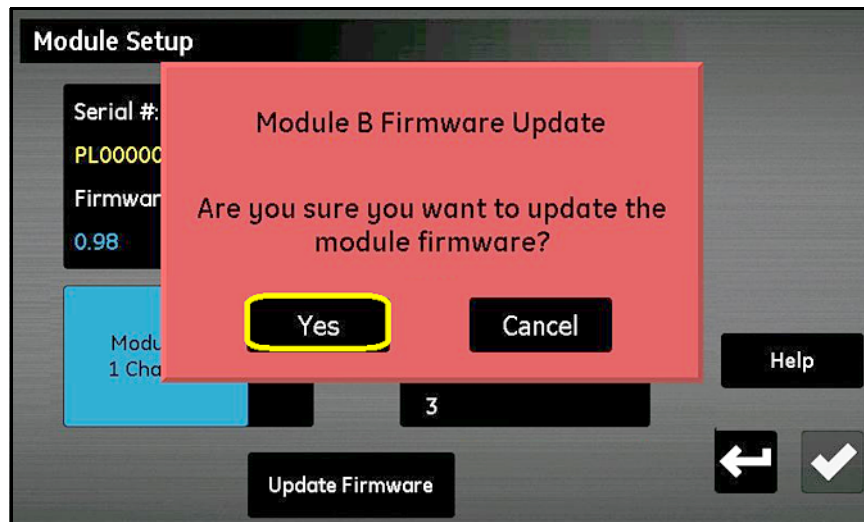 Module Setup
Serial #:
PL00000
Firmwar
0.98
Module B Firmware Update
Are you sure you want to update the
module firmware?
Yes
Cancel
Modu
1 Cha
3
Help
Update Firmware